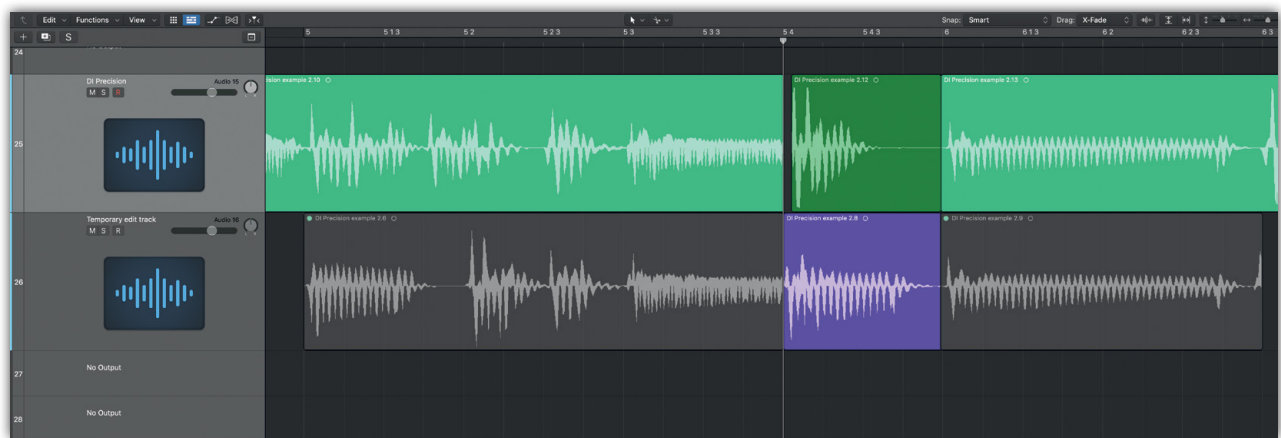 Edit Functions View Snap: Smart Drag: X-Fade
S 5 5 1 3 5 2 5 2 3 5 3 5 3 3 5 4 5 4 3 6 6 1 3 6 2 6 2 3 6 3
24
DI Precision Audio 16 ision example 2.10 DI Precision example 2.12 DI Precision example 2.13
M S R
25
Temporary edit track Audio 16 DI Precision example 2.6 DI Precision example 2.8 DI Precision example 2.9
M S R
26
No Output
27
No Output
28